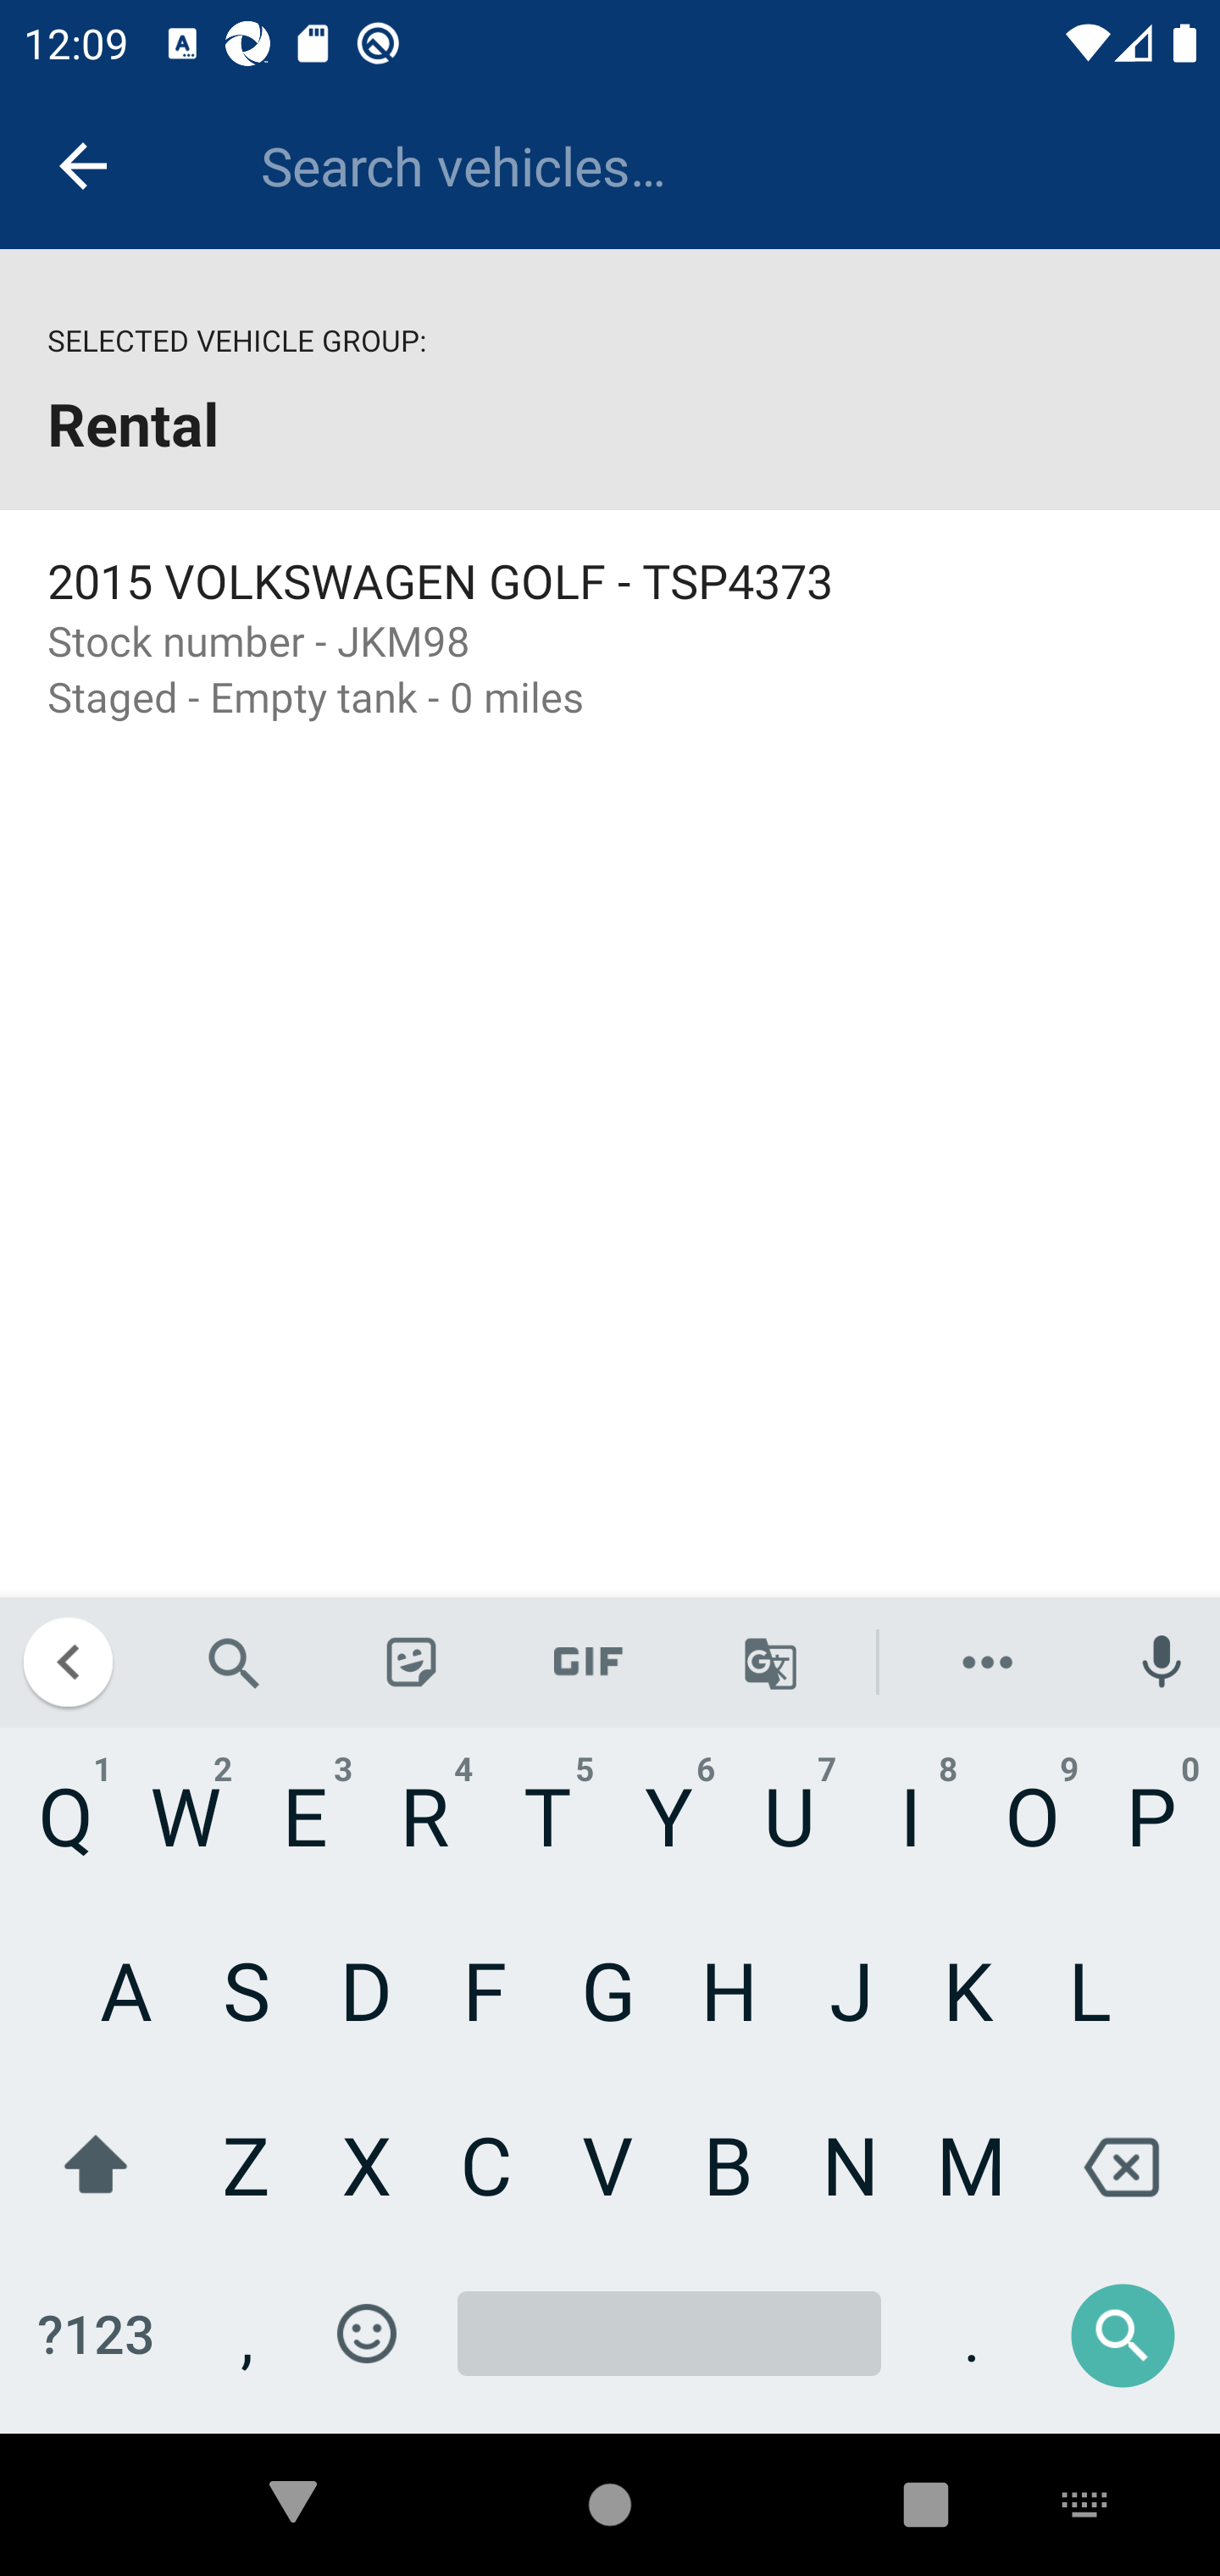 12:09
Search vehicles…
SELECTED VEHICLE GROUP:
Rental
2015 VOLKSWAGEN GOLF - TSP4373
Stock number - JKM98
Staged - Empty tank - 0 miles
GIF
1 2 3 4 5 6 7 8 9 0
Q W E R T Y U I O P
A S D F G H J K L
Z X C V B N M
?123 , .